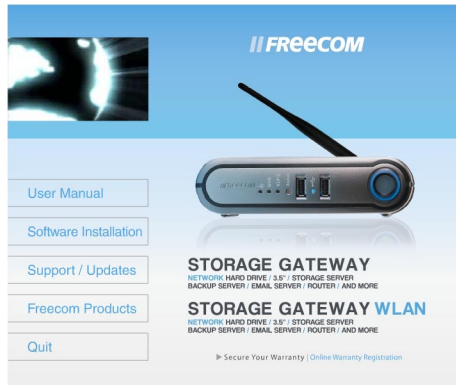 FREECOM
User Manual
Software Installation
Support / Updates
Freecom Products
Quit
STORAGE GATEWAY
NETWORK HARD DRIVE / 3.5" / STORAGE SERVER
BACKUP SERVER / EMAIL SERVER / ROUTER / AND MORE
STORAGE GATEWAY WLAN
NETWORK HARD DRIVE / 3.5" / STORAGE SERVER
BACKUP SERVER / EMAIL SERVER / ROUTER / AND MORE
Secure Your Warranty | Online Warranty Registration